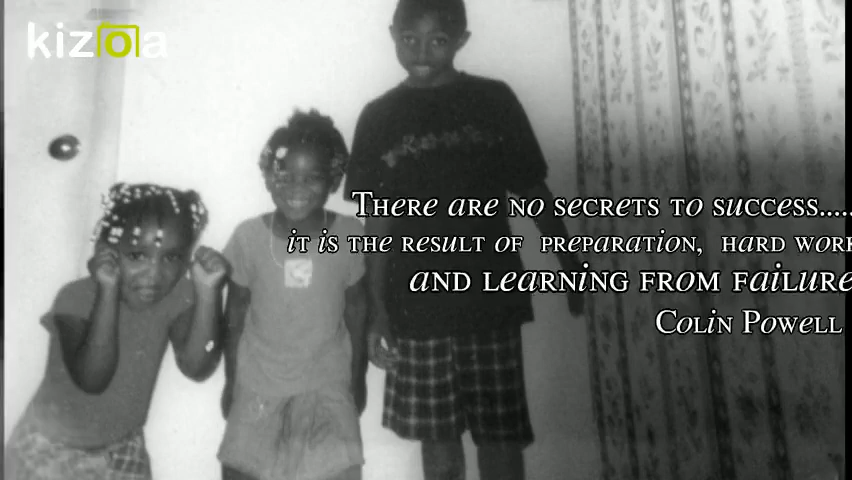 kizoa
There are no secrets to success.....
it is the result of preparation, hard work
and learning from failure
Colin Powell